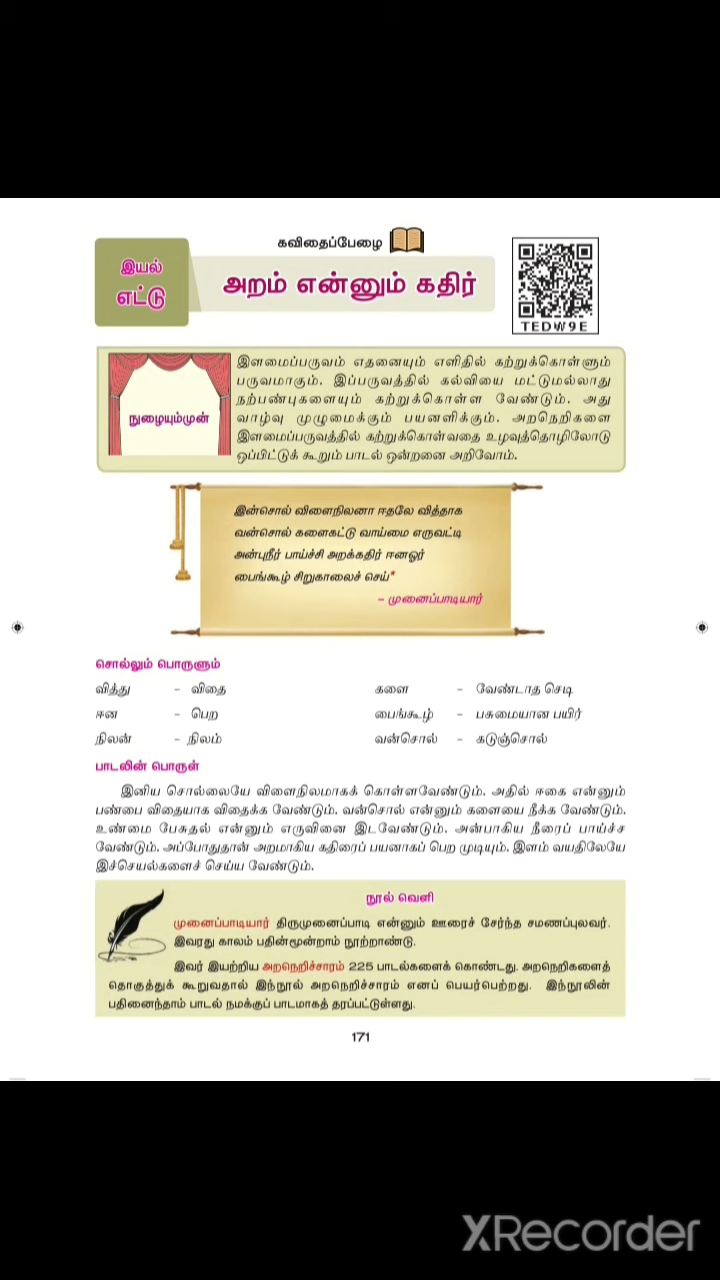 கவிதைப்பேழை
இயல்
எட்டு
அறம் என்னும் கதிர்
TEDW9E
நுழையும்முன்
இளமைப்பருவம் எதனையும் எளிதில் கற்றுக்கொள்ளும்
பருவமாகும். இப்பருவத்தில் கல்வியை மட்டுமல்லாது
நற்பண்புகளையும் கற்றுக்கொள்ள வேண்டும். அது
வாழ்வு முழுமைக்கும் பயனளிக்கும். அறநெறிகளை
இளமைப்பருவத்தில் கற்றுக்கொள்வதை உழவுத்தொழிலோடு
ஒப்பிட்டுக் கூறும் பாடல் ஒன்றனை அறிவோம்.
இன்சொல் விளைநிலனா ஈதலே வித்தாக
வன்சொல் களைகட்டு வாய்மை எருவட்டி
அன்புநீர் பாய்ச்சி அறக்கதிர் ஈனஓர்
பைங்கூழ் சிறுகாலைச் செய்*
– முனைப்பாடியார்
சொல்லும் பொருளும்
வித்து – விதை களை – வேண்டாத செடி
ஈன – பெற பைங்கூழ் – பசுமையான பயிர்
நிலன் – நிலம் வன்சொல் – கடுஞ்சொல்
பாடலின் பொருள்
இனிய சொல்லையே விளைநிலமாகக் கொள்ளவேண்டும். அதில் ஈகை என்னும்
பண்பை விதையாக விதைக்க வேண்டும். வன்சொல் என்னும் களையை நீக்க வேண்டும்.
உண்மை பேசுதல் என்னும் எருவினை இடவேண்டும். அன்பாகிய நீரைப் பாய்ச்ச
வேண்டும். அப்போதுதான் அறமாகிய கதிரைப் பயனாகப் பெற முடியும். இளம் வயதிலேயே
இச்செயல்களைச் செய்ய வேண்டும்.
நூல் வெளி
முனைப்பாடியார் திருமுனைப்பாடி என்னும் ஊரைச் சேர்ந்த சமணப்புலவர்.
இவரது காலம் பதின்மூன்றாம் நூற்றாண்டு.
இவர் இயற்றிய அறநெறிச்சாரம் 225 பாடல்களைக் கொண்டது. அறநெறிகளைத்
தொகுத்துக் கூறுவதால் இந்நூல் அறநெறிச்சாரம் எனப் பெயர்பெற்றது. இந்நூலின்
பதினைந்தாம் பாடல் நமக்குப் பாடமாகத் தரப்பட்டுள்ளது.
171
XRecorder